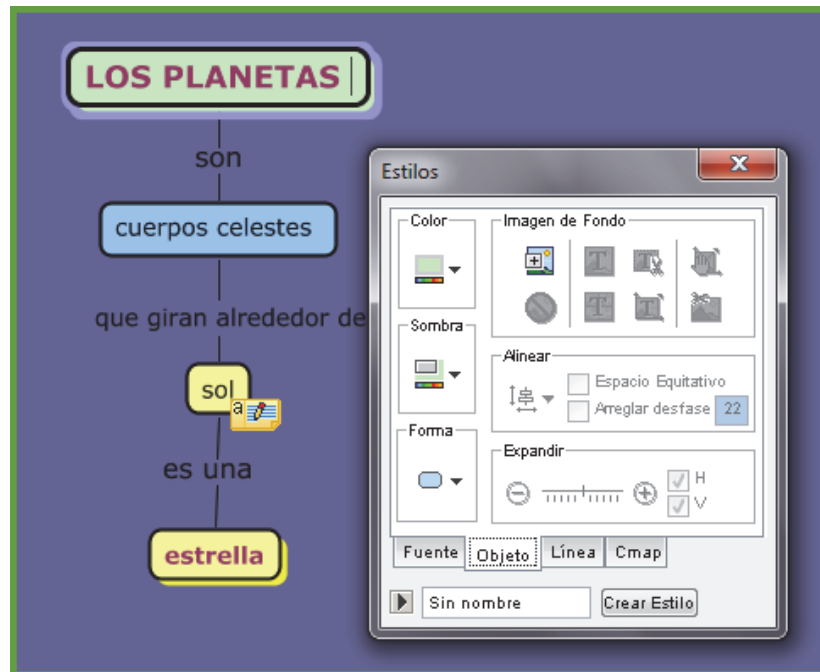 LOS PLANETAS
son
cuerpos celestes
que giran alrededor de
sol
a
es una
estrella
Estilos
Color
Imagen de Fondo
Sombra
Alinear
Espacio Equitativo
Arreglar desfase 22
Forma
Expandir
H
V
Fuente Objeto Línea Cmap
Sin nombre Crear Estilo